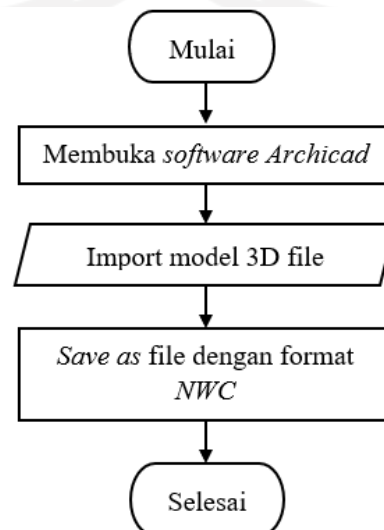 Mulai
Membuka software Archicad
Import model 3D file
Save as file dengan format
NWC
Selesai